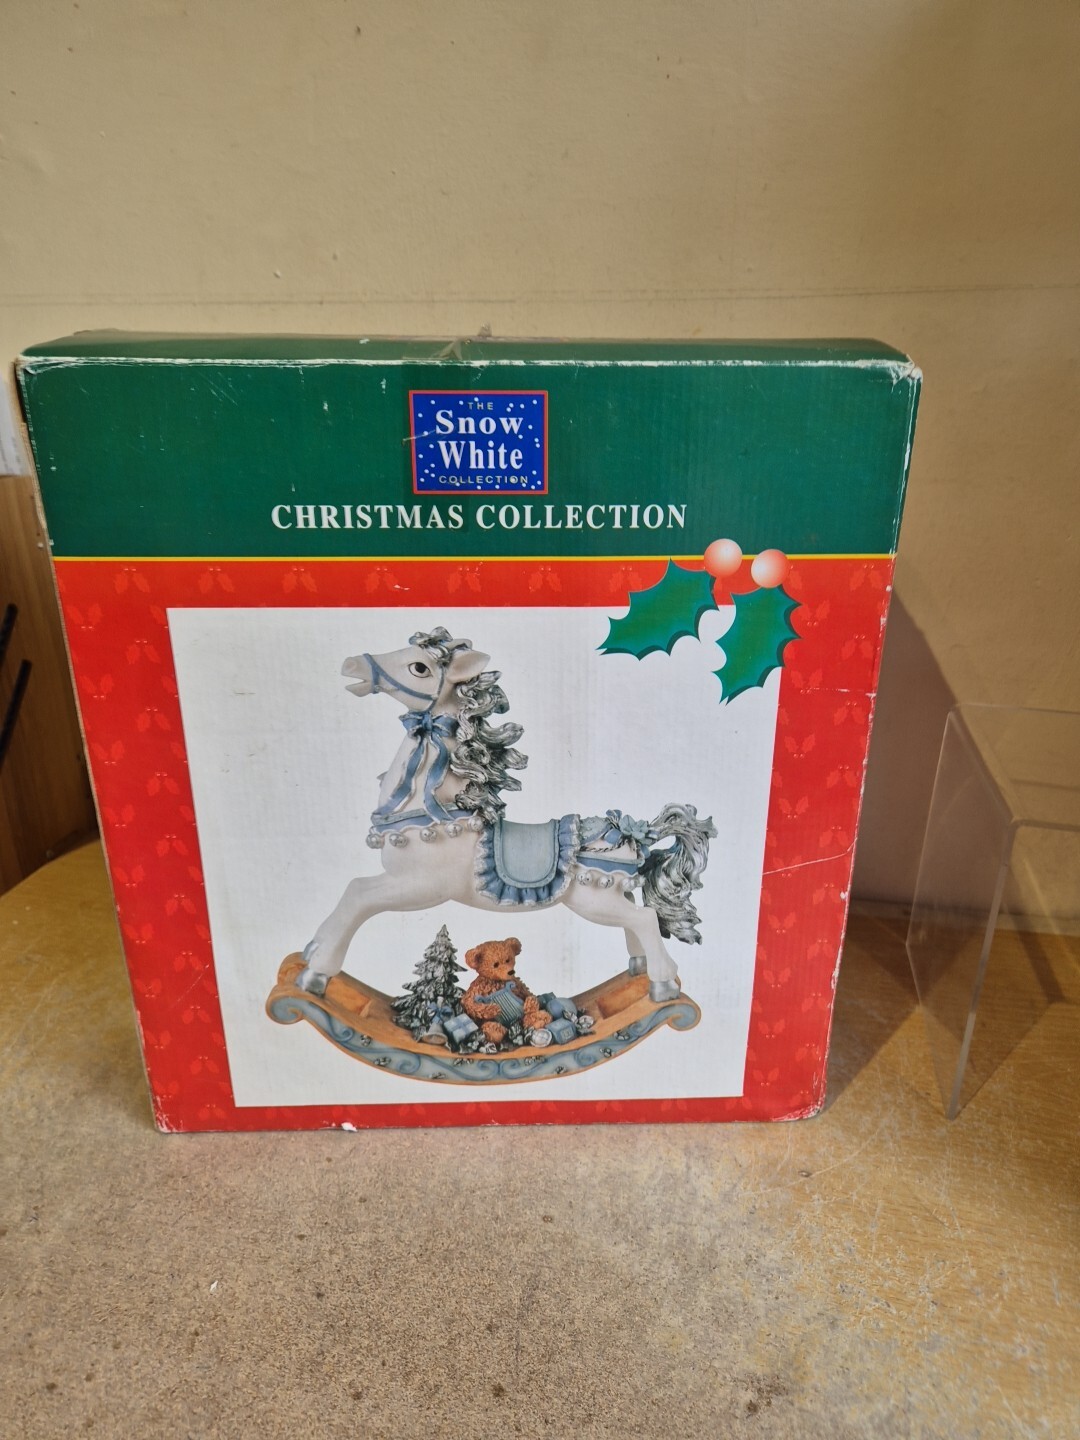 THE
Snow
White
COLLECTION
CHRISTMAS COLLECTION